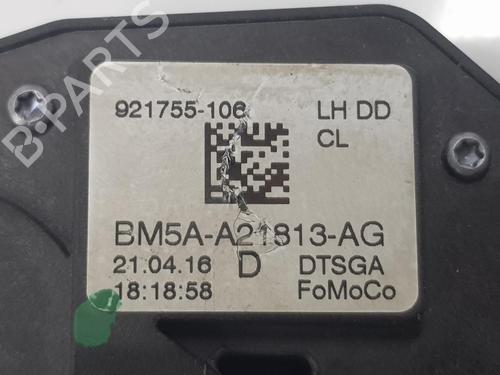 B-PARTS
921755-106 LH DD
CL
BM5A-A21813-AG
21.04.16 D DTSGA
18:18:58 FoMoCo